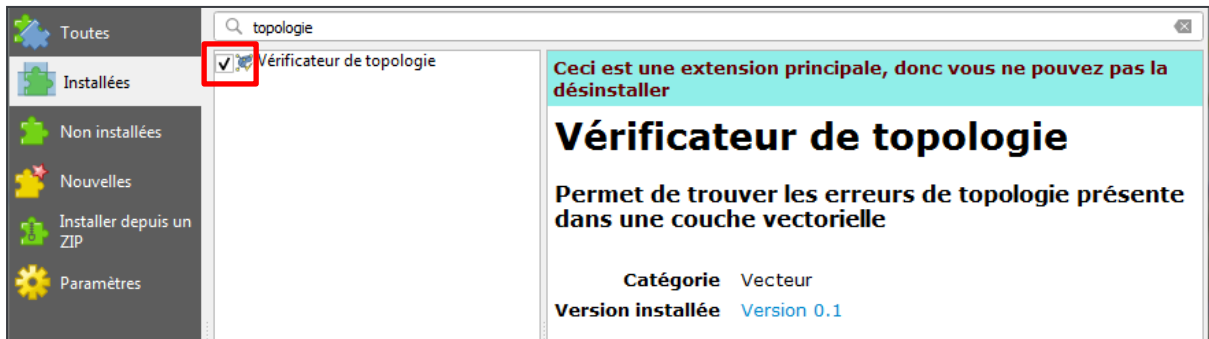 Toutes
Installées
Non installées
Nouvelles
Installer depuis un
ZIP
Paramètres
topologie
Vérificateur de topologie
Ceci est une extension principale, donc vous ne pouvez pas la
désinstaller
Vérificateur de topologie
Permet de trouver les erreurs de topologie présente
dans une couche vectorielle
Catégorie Vecteur
Version installée Version 0.1